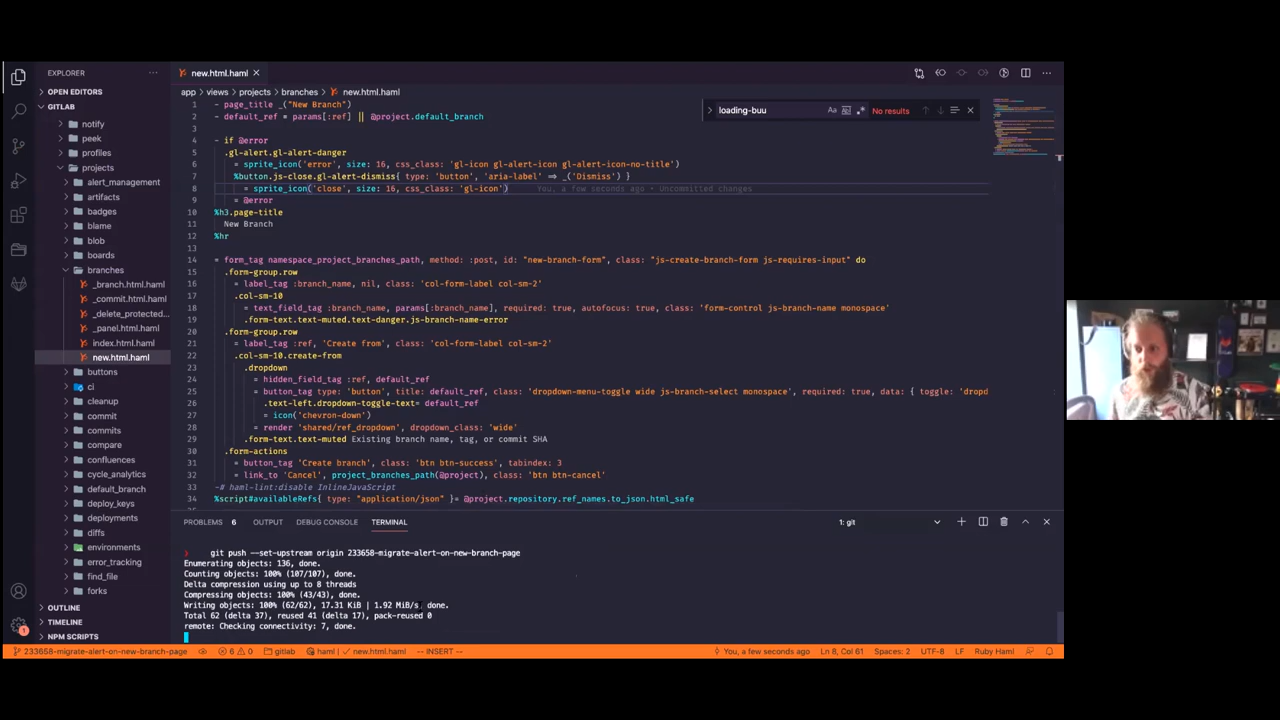 EXPLORER
OPEN EDITORS
GITLAB
notify
peek
profiles
projects
alert_management
artifacts
badges
blame
blob
boards
branches
_branch.html.haml
_commit.html.haml
_delete_protected...
_panel.html.haml
index.html.haml
new.html.haml
buttons
ci
cleanup
commit
commits
compare
confluences
cycle_analytics
default_branch
deploy_keys
deployments
diffs
environments
error_tracking
find_file
forks
OUTLINE
TIMELINE
NPM SCRIPTS
new.html.haml
app > views > projects > branches > new.html.haml
loading-buu
Aa
No results
1 - page_title _("New Branch")
2 - default_ref = params[:ref] || @project.default_branch
3
4 - if @error
5 .gl-alert.gl-alert-danger
6 = sprite_icon('error', size: 16, css_class: 'gl-icon gl-alert-icon gl-alert-icon-no-title')
7 %button.js-close.gl-alert-dismiss{ type: 'button', 'aria-label' => _('Dismiss') }
8 = sprite_icon('close', size: 16, css_class: 'gl-icon') You, a few seconds ago • Uncommitted changes
9 = @error
10 %h3.page-title
11 New Branch
12 %hr
13
14 = form_tag namespace_project_branches_path, method: :post, id: "new-branch-form", class: "js-create-branch-form js-requires-input" do
15 .form-group.row
16 = label_tag :branch_name, nil, class: 'col-form-label col-sm-2'
17 .col-sm-10
18 = text_field_tag :branch_name, params[:branch_name], required: true, autofocus: true, class: 'form-control js-branch-name monospace'
19 .form-text.text-muted.text-danger.js-branch-name-error
20 .form-group.row
21 = label_tag :ref, 'Create from', class: 'col-form-label col-sm-2'
22 .col-sm-10.create-from
23 .dropdown
24 = hidden_field_tag :ref, default_ref
25 = button_tag type: 'button', title: default_ref, class: 'dropdown-menu-toggle wide js-branch-select monospace', required: true, data: { toggle: 'dropd
26 .text-left.dropdown-toggle-text= default_ref
27 = icon('chevron-down')
28 = render 'shared/ref_dropdown', dropdown_class: 'wide'
29 .form-text.text-muted Existing branch name, tag, or commit SHA
30 .form-actions
31 = button_tag 'Create branch', class: 'btn btn-success', tabindex: 3
32 = link_to 'Cancel', project_branches_path(@project), class: 'btn btn-cancel'
33 -# haml-lint:disable InlineJavaScript
34 %script#availableRefs{ type: "application/json" }= @project.repository.ref_names.to_json.html_safe
PROBLEMS 6 OUTPUT DEBUG CONSOLE TERMINAL 1: git
git push --set-upstream origin 233658-migrate-alert-on-new-branch-page
Enumerating objects: 136, done.
Counting objects: 100% (107/107), done.
Delta compression using up to 8 threads
Compressing objects: 100% (43/43), done.
Writing objects: 100% (62/62), 17.31 KiB | 1.92 MiB/s, done.
Total 62 (delta 37), reused 41 (delta 17), pack-reused 0
remote: Checking connectivity: 7, done.
1
233658-migrate-alert-on-new-branch-page 6 0 gitlab haml new.html.haml -- INSERT -- You, a few seconds ago Ln 8, Col 61 Spaces: 2 UTF-8 LF Ruby Haml